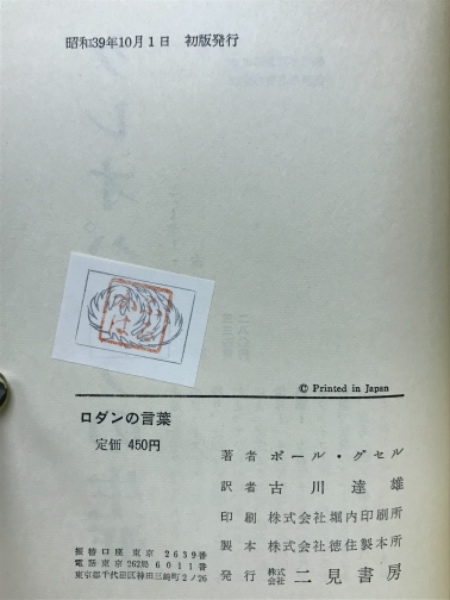 昭和39年10月1日 初版発行
© Printed in Japan
ロダンの言葉
定価 450円
著者 ポール・グセル
訳者 古川達雄
印刷 株式会社堀内印刷所
製本 株式会社徳住製本所
発行 株式会社 二見書房
振替口座 東京 2639番
電話 東京 262局 6011番
東京都千代田区神田三崎町2ノ26